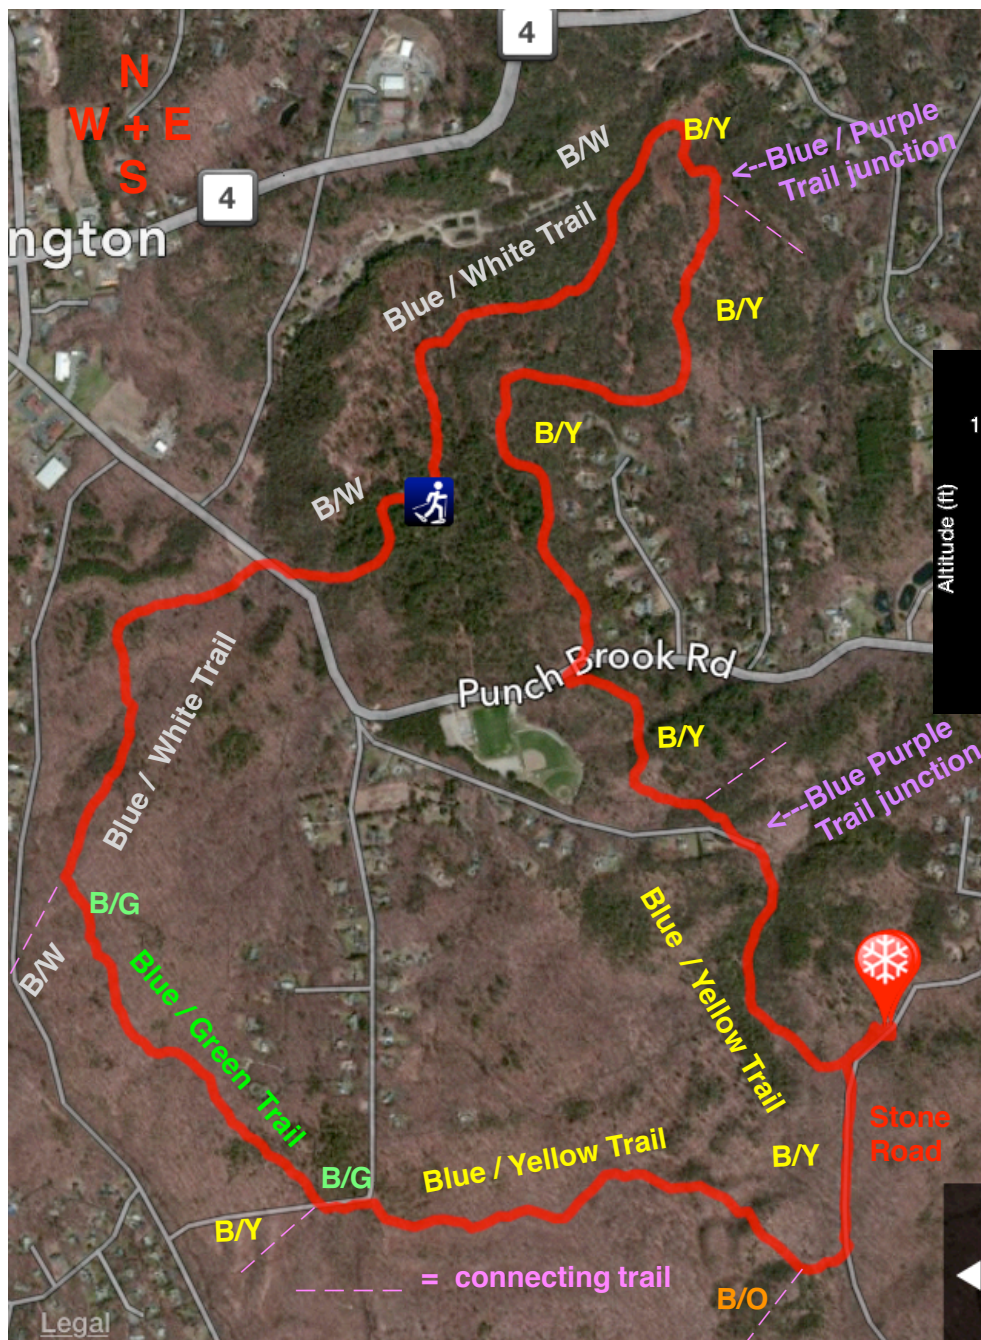 4
N
W + E
S
4
ngton
B/W
B/Y
<--Blue / Purple
Trail junction
Blue / White Trail
B/Y
B/Y
1
Altitude (ft)
B/W
Punch Brook Rd
Blue / White Trail
B/Y
<---Blue Purple
Trail junction
B/G
B/W
Blue / Yellow Trail
Blue / Green Trail
Stone
Road
B/Y
Blue / Yellow Trail
B/G
B/Y
= connecting trail
B/O
Legal